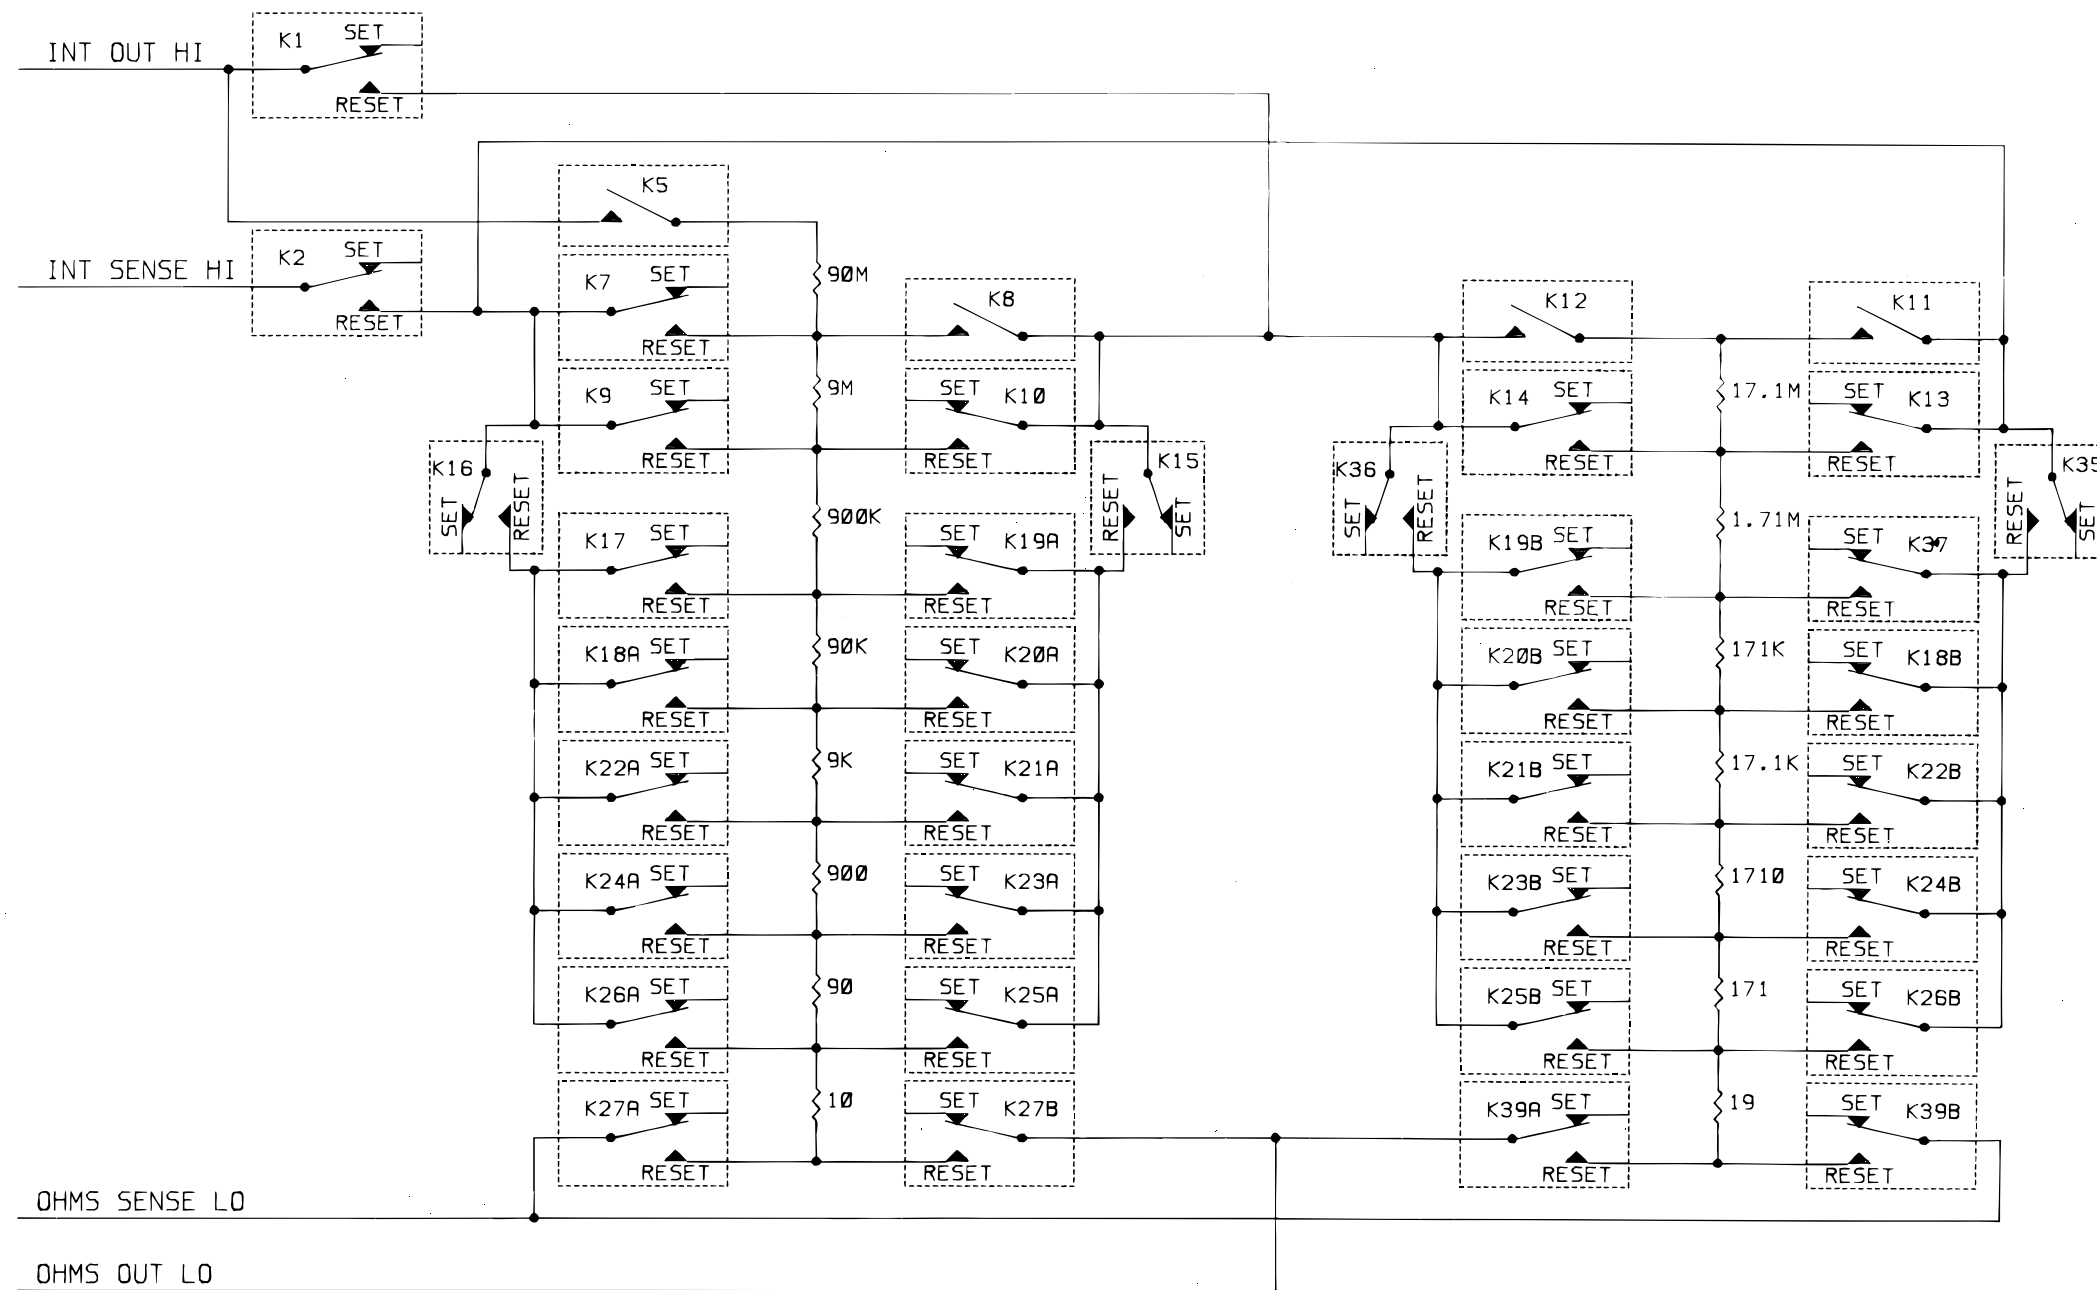 INT OUT HI
K1 SET
RESET
K5
INT SENSE HI
K2 SET
RESET
K7 SET
RESET
90M
K8
K12
K11
K9 SET
RESET
9M
SET K10
RESET
K14 SET
RESET
17.1M
SET K13
RESET
K16
SET
RESET
K15
RESET
SET
K36
SET
RESET
K35
RESET
SET
900K
1.71M
K17 SET
RESET
SET K19A
RESET
K19B SET
RESET
SET K37
RESET
K18A SET
RESET
90K
SET K20A
RESET
K20B SET
RESET
171K
SET K18B
RESET
K22A SET
RESET
9K
SET K21A
RESET
K21B SET
RESET
17.1K
SET K22B
RESET
K24A SET
RESET
900
SET K23A
RESET
K23B SET
RESET
1710
SET K24B
RESET
K26A SET
RESET
90
SET K25A
RESET
K25B SET
RESET
171
SET K26B
RESET
K27A SET
RESET
10
SET K27B
RESET
K39A SET
RESET
19
SET K39B
RESET
OHMS SENSE LO
OHMS OUT LO